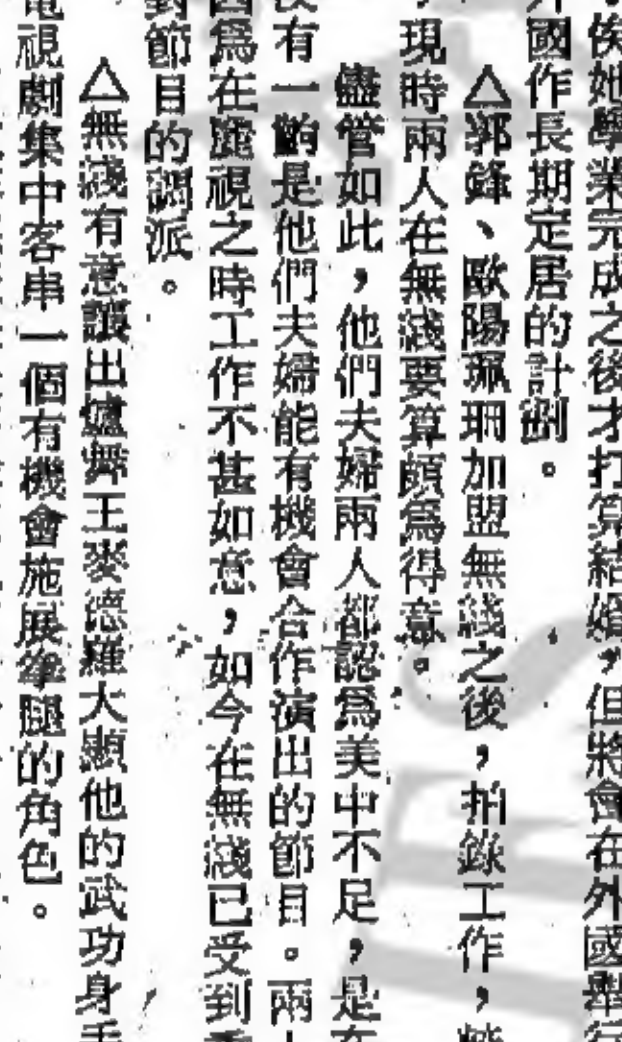 俟她學業完成之後才打算結婚，但將會在外國舉行
外國作長期定居的計劃。
△郭鋒、歐陽珮珊加盟無綫之後，拍錄工作，
，現時兩人在無綫要算頗爲得意。
儘管如此，他們夫婦兩人都認爲美中不足，是在
沒有一齣是他們夫婦能有機會合作演出的節目。兩
因爲在麗視之時工作不甚如意，如今在無綫已受到
對節目的調派。
△無綫有意讓出爐舞王麥德羅大顯他的武功身手
電視劇集中客串一個有機會施展拳腿的角色。